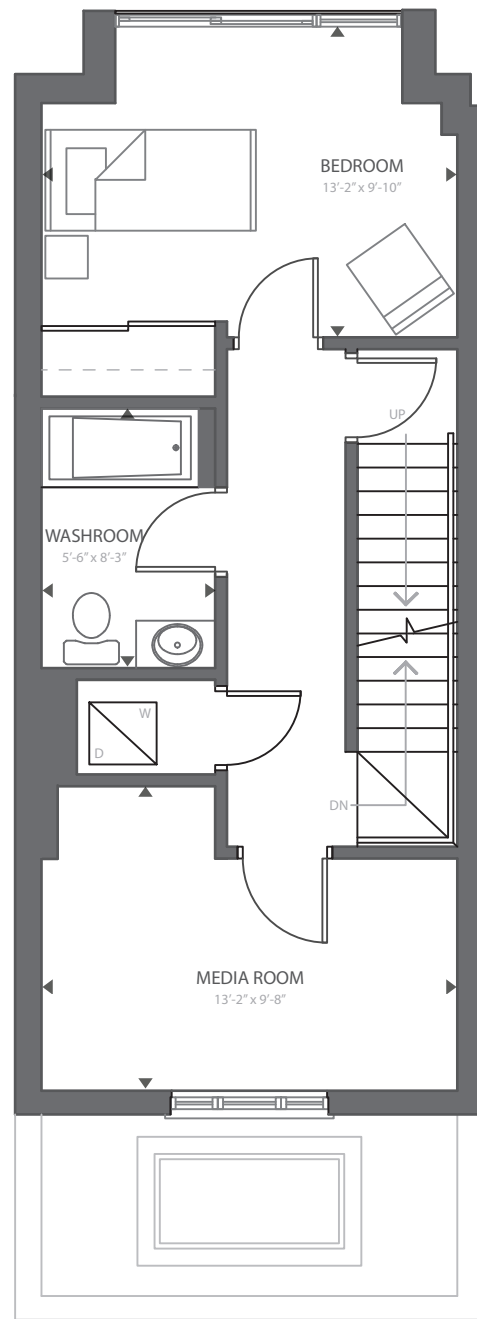 BEDROOM
13'-2" x 9'-10"
UP
WASHROOM
5'-6" x 8'-3"
W
D
DN
MEDIA ROOM
13'-2" x 9'-8"